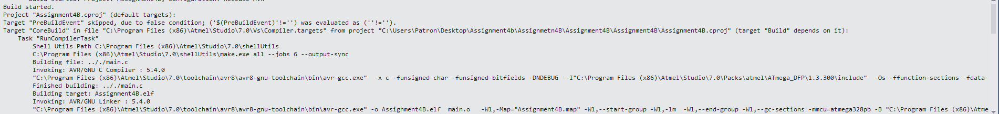 Build started.
Project "Assignment4B.cproj" (default targets):
Target "PreBuildEvent" skipped, due to false condition; ('$(PreBuildEvent)'!='') was evaluated as (''!='').
Target "CoreBuild" in file "C:\Program Files (x86)\Atmel\Studio\7.0\Vs\Compiler.targets" from project "C:\Users\Patron\Desktop\Assignment4b\Assignmetn4B\Assignment4B\Assignment4B\Assignment4B.cproj" (target "Build" depends on it):
Task "RunCompilerTask"
Shell Utils Path C:\Program Files (x86)\Atmel\Studio\7.0\shellUtils
C:\Program Files (x86)\Atmel\Studio\7.0\shellUtils\make.exe all --jobs 6 --output-sync
Building file: .././main.c
Invoking: AVR/GNU C Compiler : 5.4.0
"C:\Program Files (x86)\Atmel\Studio\7.0\toolchain\avr8\avr8-gnu-toolchain\bin\avr-gcc.exe"  -x c -funsigned-char -funsigned-bitfields -DNDEBUG  -I"C:\Program Files (x86)\Atmel\Studio\7.0\Packs\atmel\ATmega_DFP\1.3.300\include"  -Os -ffunction-sections -fdata-
Finished building: .././main.c
Building target: Assignment4B.elf
Invoking: AVR/GNU Linker : 5.4.0
"C:\Program Files (x86)\Atmel\Studio\7.0\toolchain\avr8\avr8-gnu-toolchain\bin\avr-gcc.exe" -o Assignment4B.elf  main.o   -Wl,-Map="Assignment4B.map" -Wl,--start-group -Wl,-lm  -Wl,--end-group -Wl,--gc-sections -mmcu=atmega328pb -B "C:\Program Files (x86)\Atme